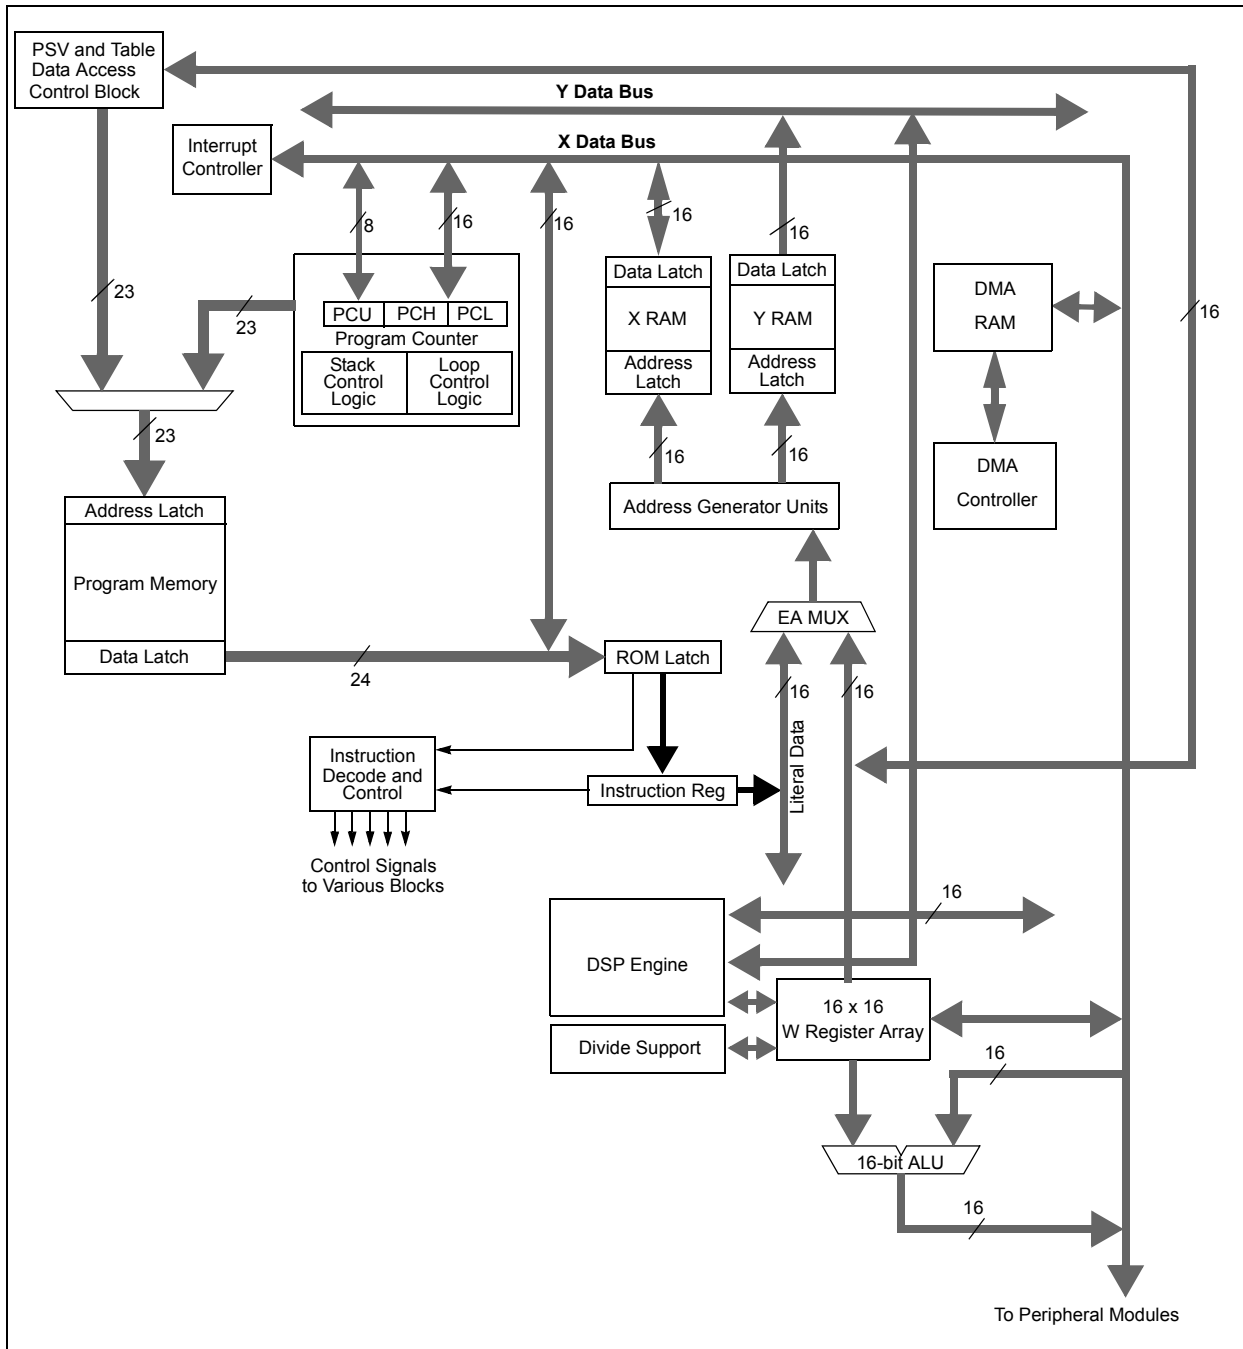 PSV and Table
Data Access
Control Block
Y Data Bus
X Data Bus
Interrupt
Controller
8
16
16
16
16
16
23
23
Data Latch
X RAM
Address
Latch
Data Latch
Y RAM
Address
Latch
DMA
RAM
PCU
PCH
PCL
Program Counter
Stack
Control
Logic
Loop
Control
Logic
23
16
16
DMA
Controller
Address Generator Units
Address Latch
Program Memory
Data Latch
24
EA MUX
ROM Latch
16
16
Literal Data
Instruction
Decode and
Control
Instruction Reg
Control Signals
to Various Blocks
16
DSP Engine
16 x 16
W Register Array
Divide Support
16
16-bit ALU
16
To Peripheral Modules